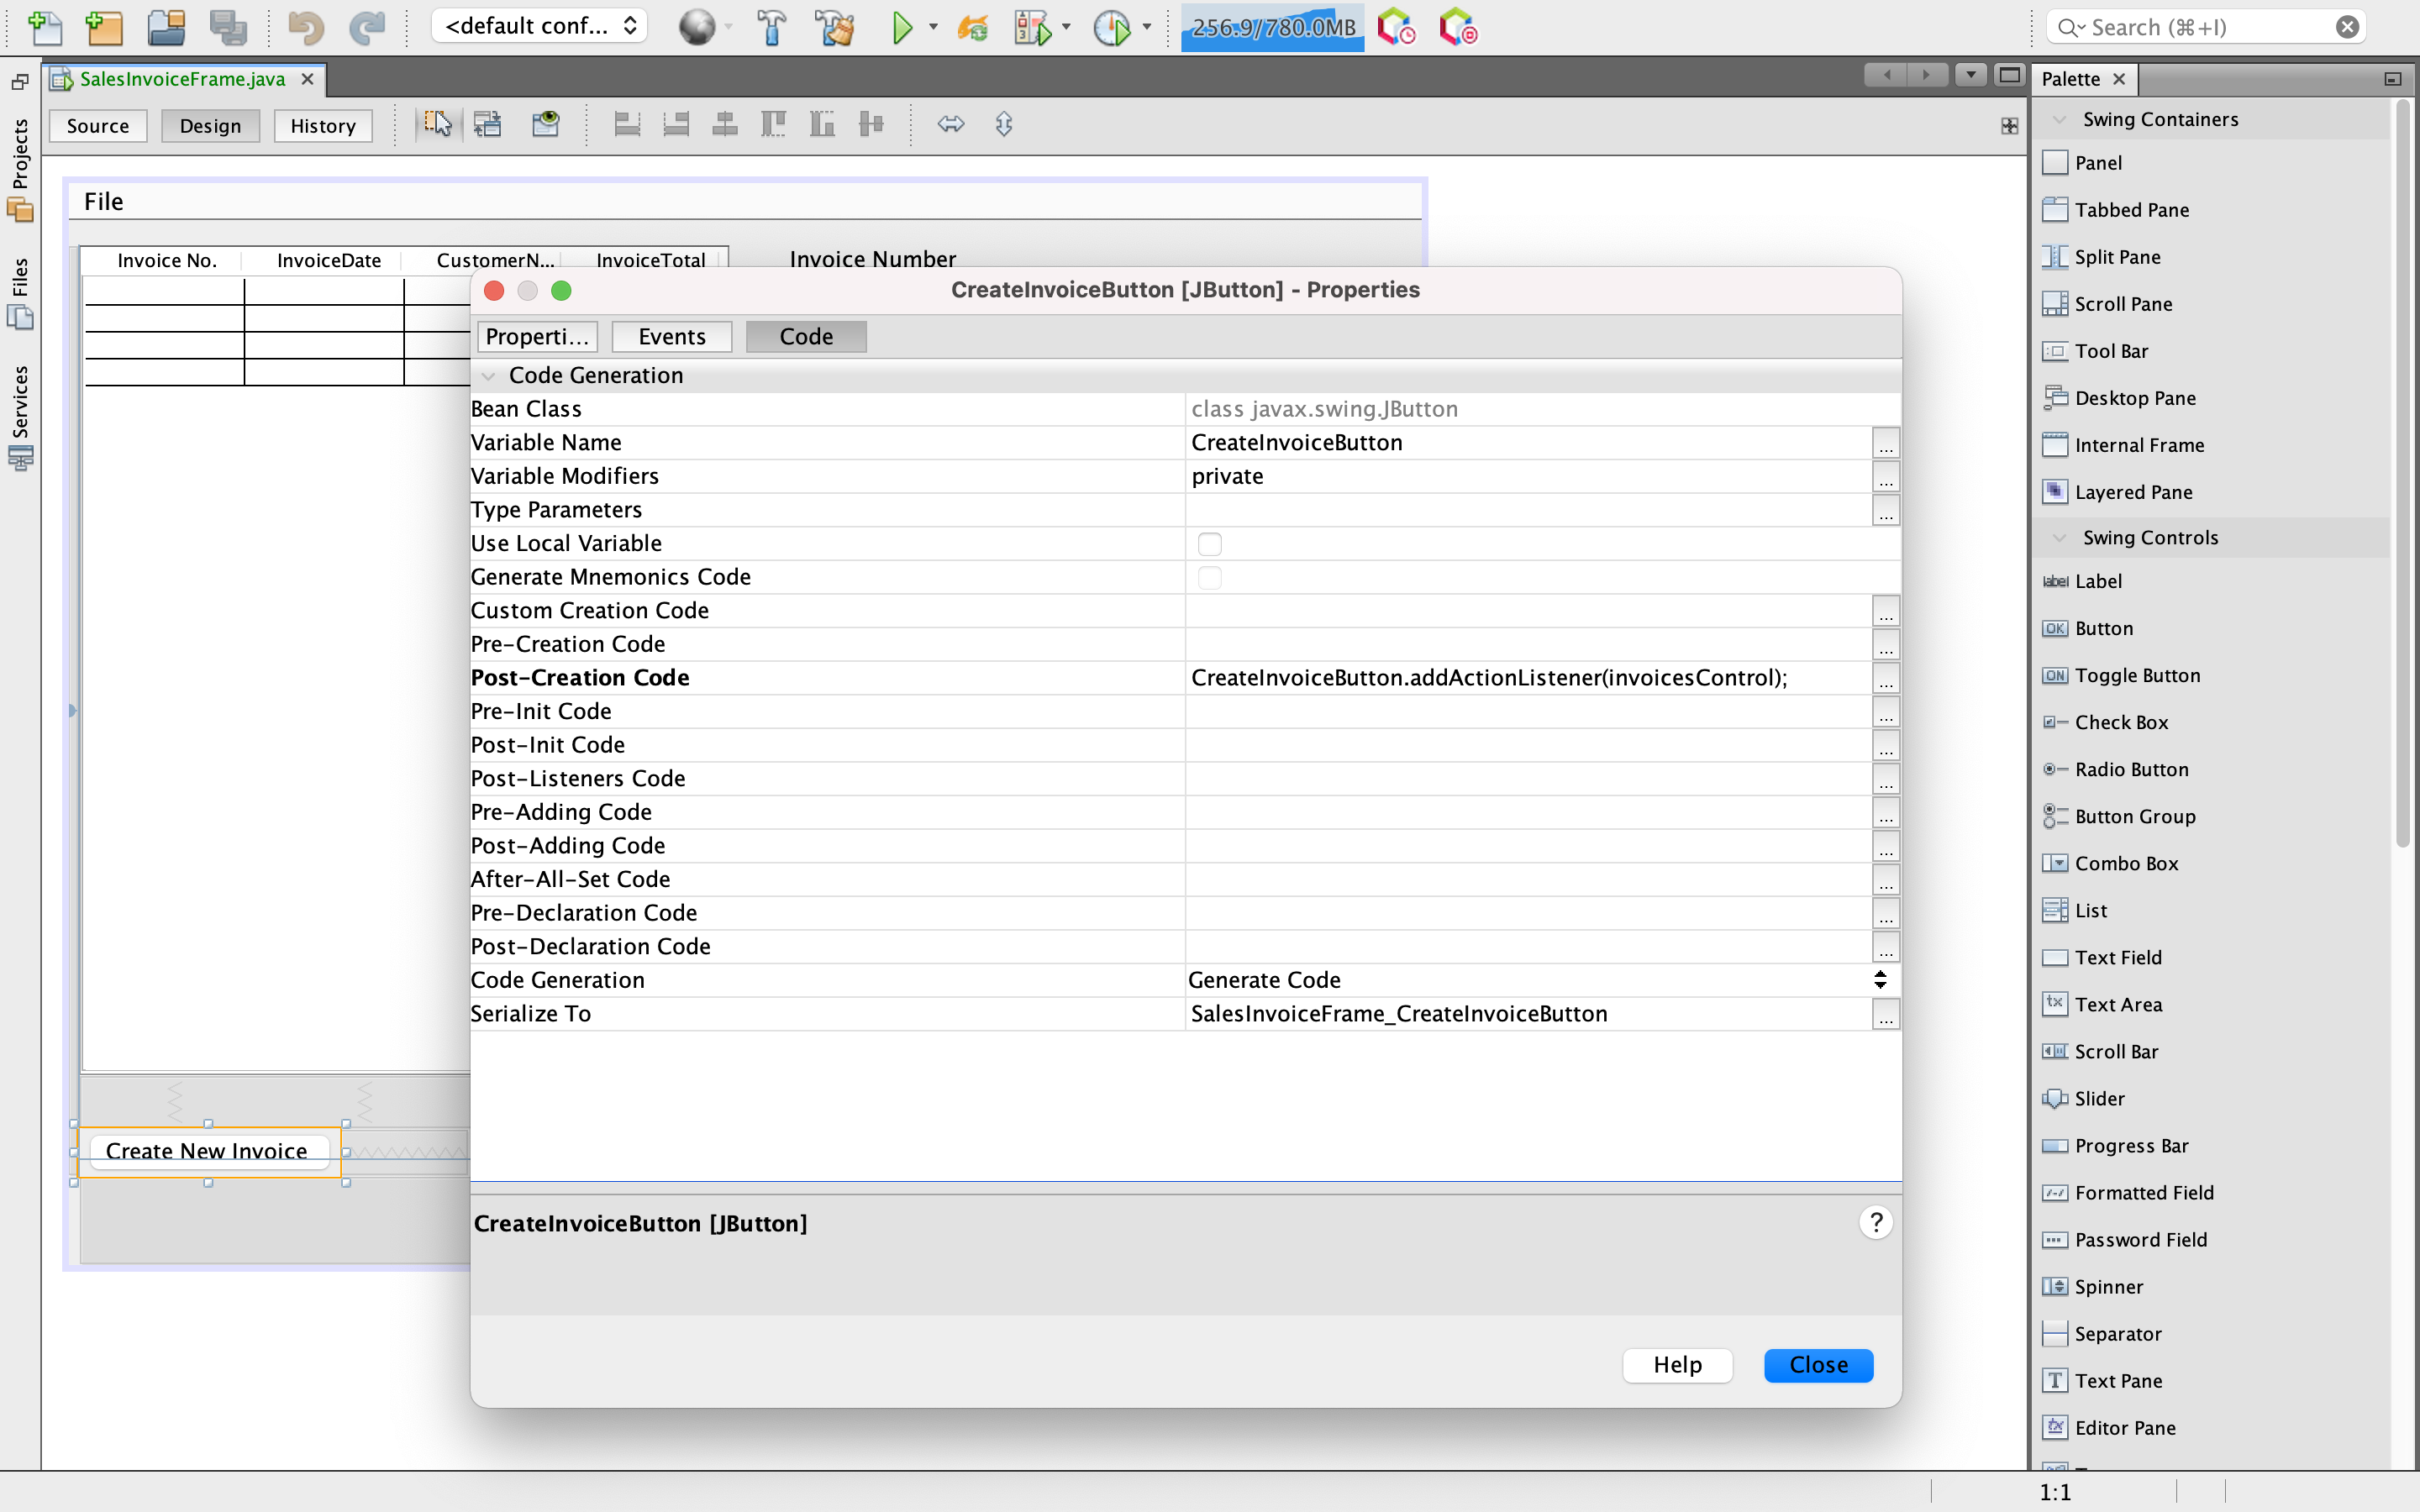 <default conf...
256.9/780.0MB
Search (⌘+I)
SalesInvoiceFrame.java
Palette
Source
Design
History
Projects
Files
Services
File
Invoice No.
InvoiceDate
CustomerN...
InvoiceTotal
Invoice Number
CreateInvoiceButton [JButton] - Properties
Properti...
Events
Code
Code Generation
Bean Class
class javax.swing.JButton
Variable Name
CreateInvoiceButton
...
Variable Modifiers
private
...
Type Parameters
...
Use Local Variable
Generate Mnemonics Code
Custom Creation Code
...
Pre-Creation Code
...
Post-Creation Code
CreateInvoiceButton.addActionListener(invoicesControl);
...
Pre-Init Code
...
Post-Init Code
...
Post-Listeners Code
...
Pre-Adding Code
...
Post-Adding Code
...
After-All-Set Code
...
Pre-Declaration Code
...
Post-Declaration Code
...
Code Generation
Generate Code
Serialize To
SalesInvoiceFrame_CreateInvoiceButton
...
Create New Invoice
CreateInvoiceButton [JButton]
?
Help
Close
Swing Containers
Panel
Tabbed Pane
Split Pane
Scroll Pane
Tool Bar
Desktop Pane
Internal Frame
Layered Pane
Swing Controls
label Label
OK Button
ON Toggle Button
Check Box
Radio Button
Button Group
Combo Box
List
Text Field
tx Text Area
Scroll Bar
Slider
Progress Bar
Formatted Field
Password Field
Spinner
Separator
T Text Pane
Editor Pane
1:1